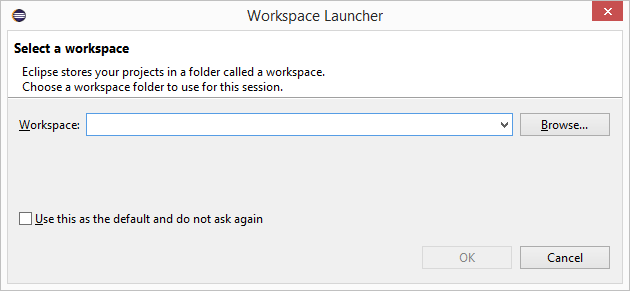 Workspace Launcher
Select a workspace
Eclipse stores your projects in a folder called a workspace.
Choose a workspace folder to use for this session.
Workspace: Browse...
Use this as the default and do not ask again
OK Cancel